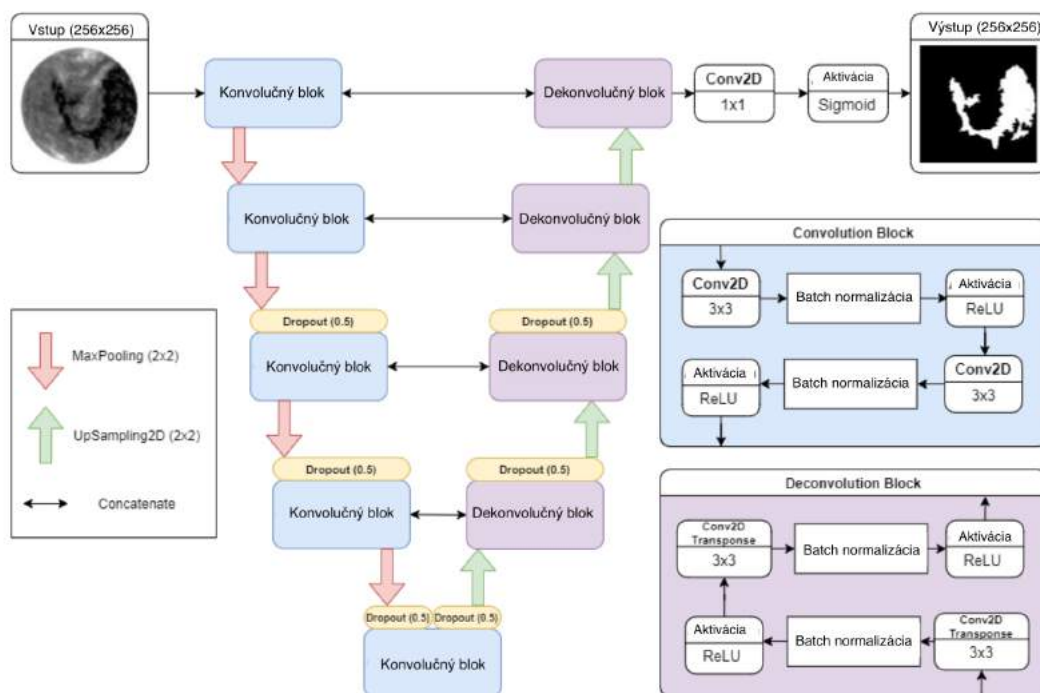 Vstup (256x256)
Výstup (256x256)
Konvolučný blok
Dekonvolučný blok
Conv2D
1x1
Aktivácia
Sigmoid
Konvolučný blok
Dekonvolučný blok
Dropout (0.5)
Konvolučný blok
Dropout (0.5)
Dekonvolučný blok
Dropout (0.5)
Konvolučný blok
Dropout (0.5)
Dekonvolučný blok
Dropout (0.5)
Dropout (0.5)
Konvolučný blok
MaxPooling (2x2)
UpSampling2D (2x2)
Concatenate
Convolution Block
Conv2D
3x3
Batch normalizácia
Aktivácia
ReLU
Aktivácia
ReLU
Batch normalizácia
Conv2D
3x3
Deconvolution Block
Conv2D
Transpose
3x3
Batch normalizácia
Aktivácia
ReLU
Aktivácia
ReLU
Batch normalizácia
Conv2D
Transpose
3x3